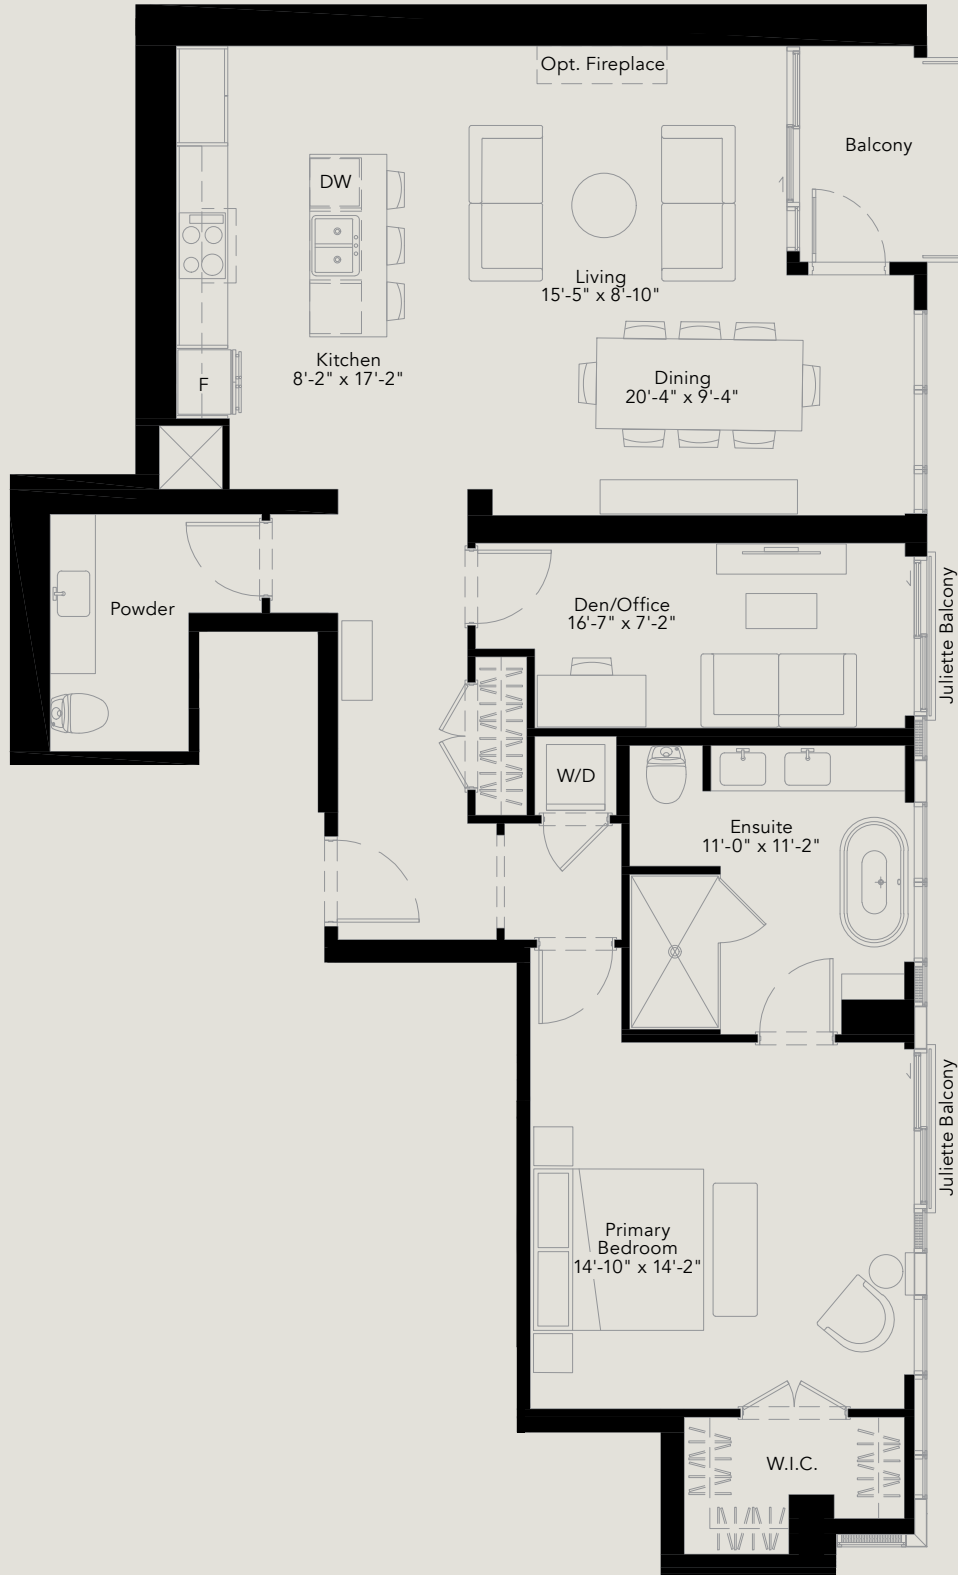 Opt. Fireplace
Balcony
DW
Living
15'-5" x 8'-10"
Kitchen
8'-2" x 17'-2"
F
Dining
20'-4" x 9'-4"
Powder
Den/Office
16'-7" x 7'-2"
Juliette Balcony
W/D
Ensuite
11'-0" x 11'-2"
Juliette Balcony
Primary
Bedroom
14'-10" x 14'-2"
W.I.C.